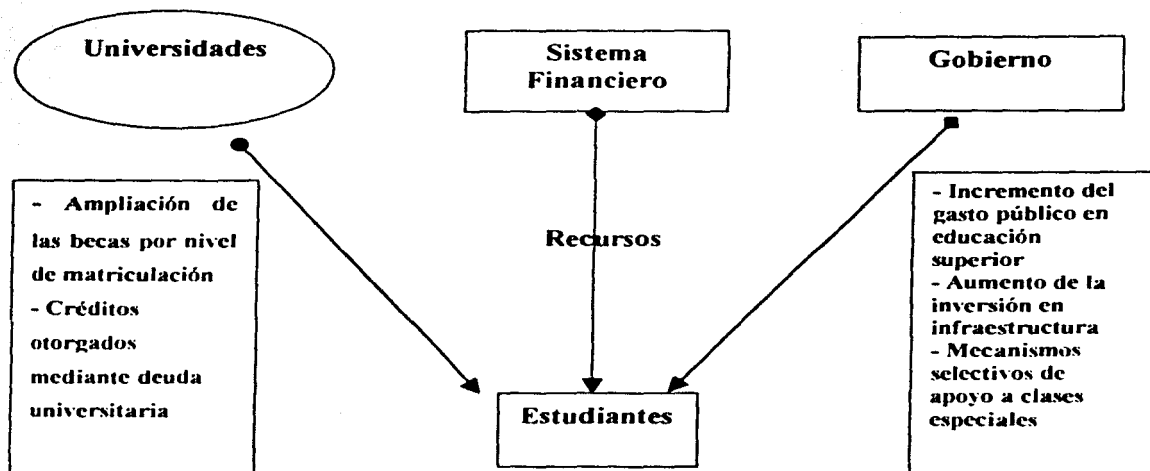 Universidades
Sistema
Financiero
Gobierno
- Ampliación de
las becas por nivel
de matriculación
- Créditos
otorgados
mediante deuda
universitaria
Recursos
- Incremento del
gasto público en
educación
superior
- Aumento de la
inversión en
infraestructura
- Mecanismos
selectivos de
apoyo a clases
especiales
Estudiantes